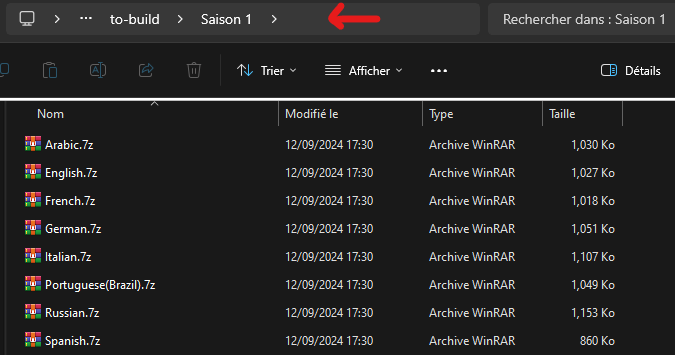 to-build Saison 1 Rechercher dans : Saison 1
Trier Afficher Détails
Nom Modifié le Type Taille
Arabic.7z 12/09/2024 17:30 Archive WinRAR 1,030 Ko
English.7z 12/09/2024 17:30 Archive WinRAR 1,027 Ko
French.7z 12/09/2024 17:30 Archive WinRAR 1,018 Ko
German.7z 12/09/2024 17:30 Archive WinRAR 1,051 Ko
Italian.7z 12/09/2024 17:30 Archive WinRAR 1,107 Ko
Portuguese(Brazil).7z 12/09/2024 17:30 Archive WinRAR 1,049 Ko
Russian.7z 12/09/2024 17:30 Archive WinRAR 1,153 Ko
Spanish.7z 12/09/2024 17:30 Archive WinRAR 860 Ko